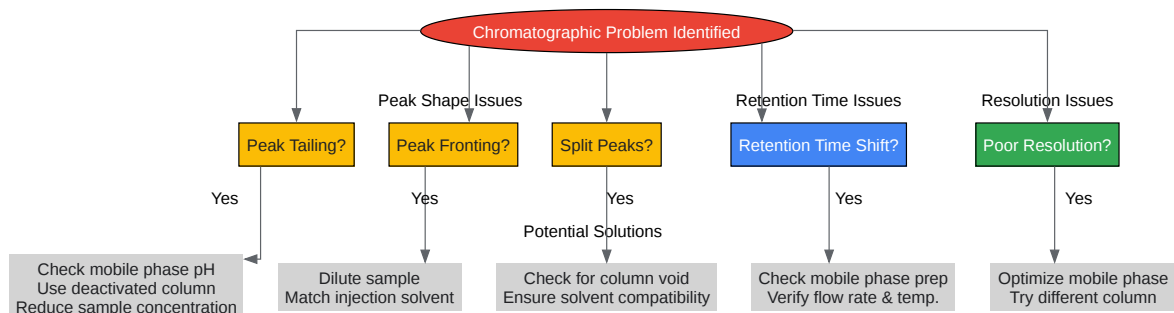 Chromatographic Problem Identified
Peak Shape Issues
Retention Time Issues
Resolution Issues
Peak Tailing?
Peak Fronting?
Split Peaks?
Retention Time Shift?
Poor Resolution?
Yes
Yes
Yes
Yes
Yes
Potential Solutions
Check mobile phase pH
Use deactivated column
Reduce sample concentration
Dilute sample
Match injection solvent
Check for column void
Ensure solvent compatibility
Check mobile phase prep
Verify flow rate & temp.
Optimize mobile phase
Try different column